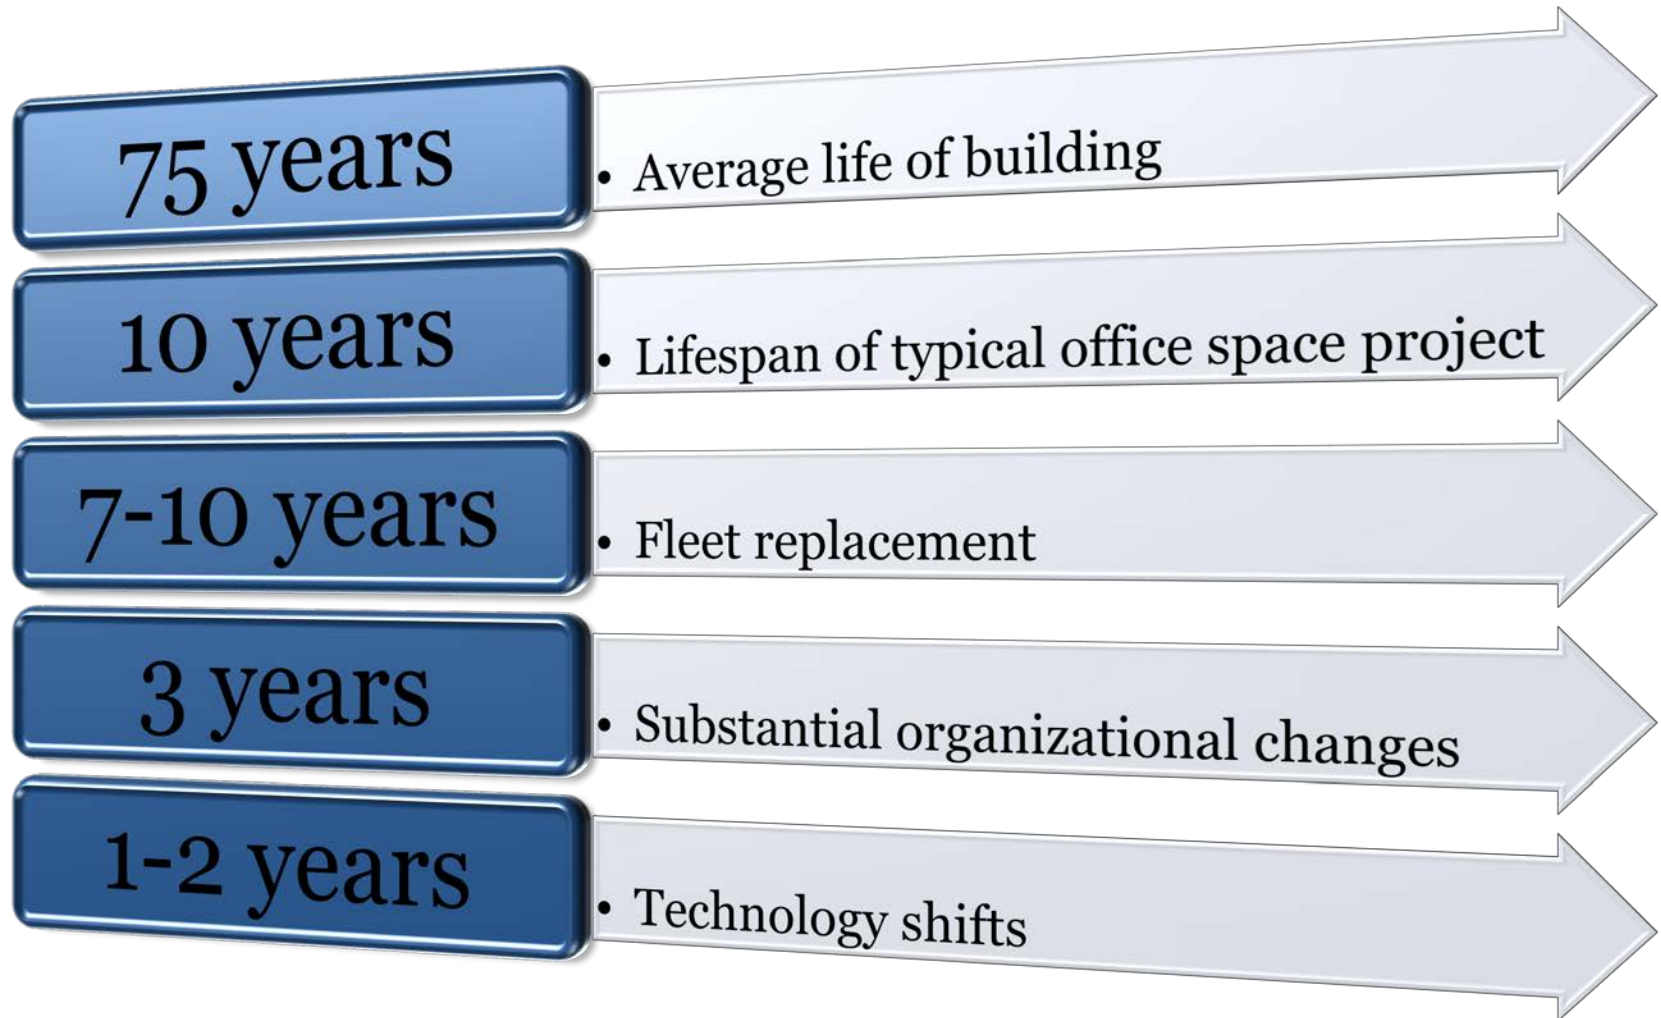 75 years
• Average life of building
10 years
• Lifespan of typical office space project
7-10 years
• Fleet replacement
3 years
• Substantial organizational changes
1-2 years
• Technology shifts